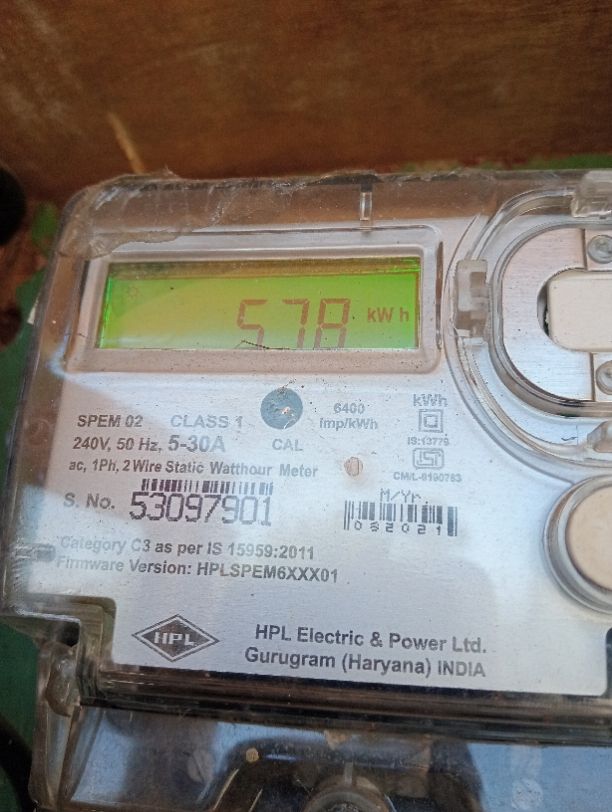 578 kWh
SPEM 02 CLASS 1
240V, 50 Hz, 5-30A CAL
6400
Imp/kWh
kWh
IS:13779
ac, 1Ph, 2 Wire Static Watthour Meter
CM/L-9190783
S. No. 53097901
M/Yr.
062021
Category C3 as per IS 15959:2011
Firmware Version: HPLSPEM6XXX01
HPL
HPL Electric & Power Ltd.
Gurugram (Haryana) INDIA